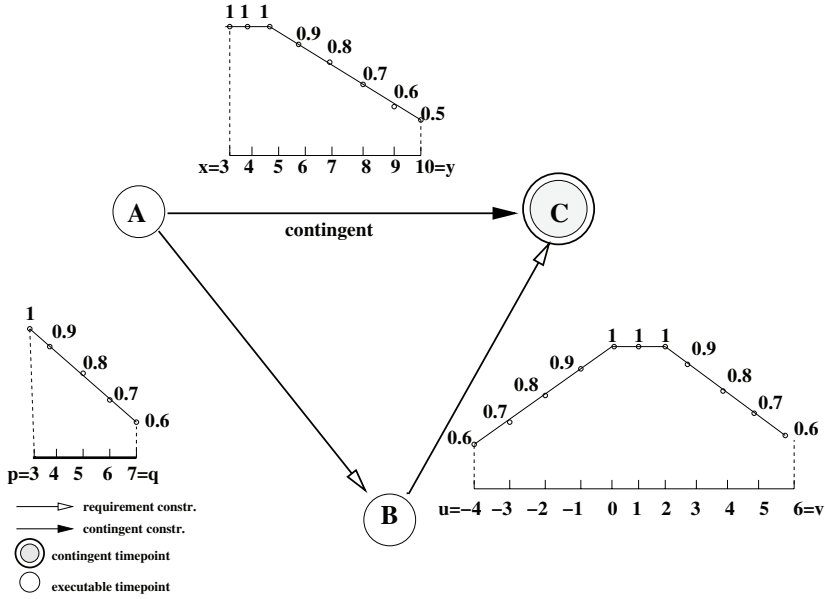 1 1 1
0.9
0.8
0.7
0.6
0.5
x=3 4 5 6 7 8 9 10=y
A
C
contingent
1
0.9
0.8
0.7
0.6
p=3 4 5 6 7=q
1 1 1
0.9
0.9
0.8
0.8
0.7
0.7
0.6
0.6
u=-4 -3 -2 -1 0 1 2 3 4 5 6=v
B
requirement constr.
contingent constr.
contingent timepoint
executable timepoint